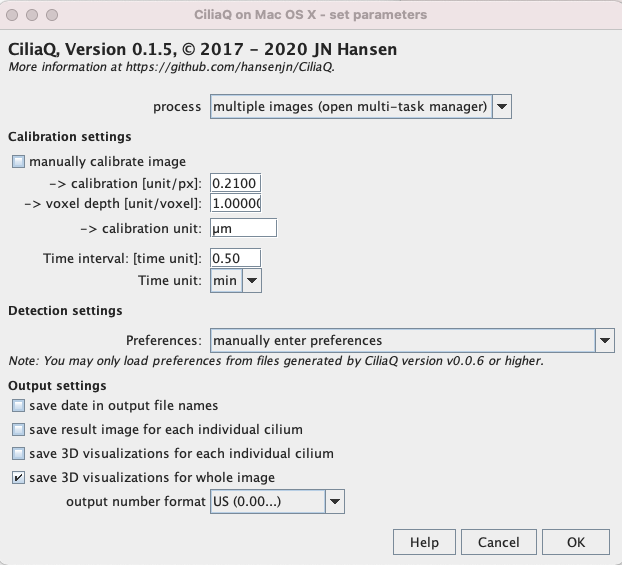 CiliaQ on Mac OS X - set parameters
CiliaQ, Version 0.1.5, © 2017 - 2020 JN Hansen
More information at https://github.com/hansenjn/CiliaQ.
process multiple images (open multi-task manager)
Calibration settings
manually calibrate image
-> calibration [unit/px]: 0.2100
-> voxel depth [unit/voxel]: 1.0000
-> calibration unit: µm
Time interval: [time unit]: 0.50
Time unit: min
Detection settings
Preferences: manually enter preferences
Note: You may only load preferences from files generated by CiliaQ version v0.0.6 or higher.
Output settings
save date in output file names
save result image for each individual cilium
save 3D visualizations for each individual cilium
save 3D visualizations for whole image
output number format US (0.00...)
Help Cancel OK